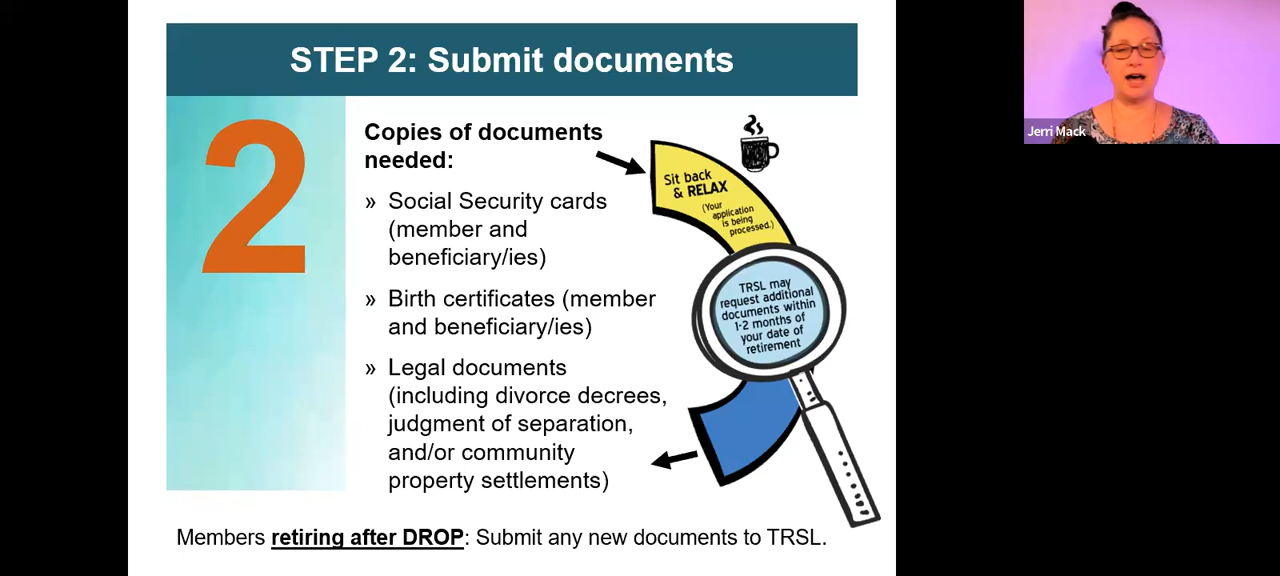 STEP 2: Submit documents
2
Copies of documents
needed:
» Social Security cards
(member and
beneficiary/ies)
» Birth certificates (member
and beneficiary/ies)
» Legal documents
(including divorce decrees,
judgment of separation,
and/or community
property settlements)
Sit back
& RELAX
(Your
application
is being
processed.)
TRSL may
request additional
documents within
1-2 months of
your date of
retirement
Members retiring after DROP: Submit any new documents to TRSL.
Jerri Mack